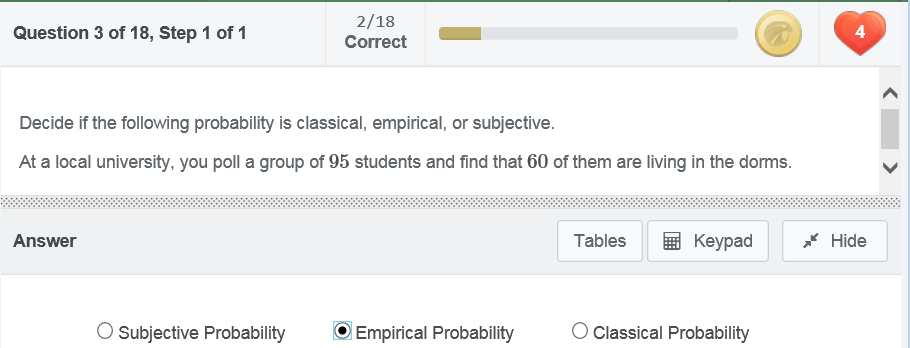 Question 3 of 18, Step 1 of 1
2/18
Correct
4
Decide if the following probability is classical, empirical, or subjective.
At a local university, you poll a group of 95 students and find that 60 of them are living in the dorms.
Answer
Tables
Keypad
Hide
Subjective Probability
Empirical Probability
Classical Probability